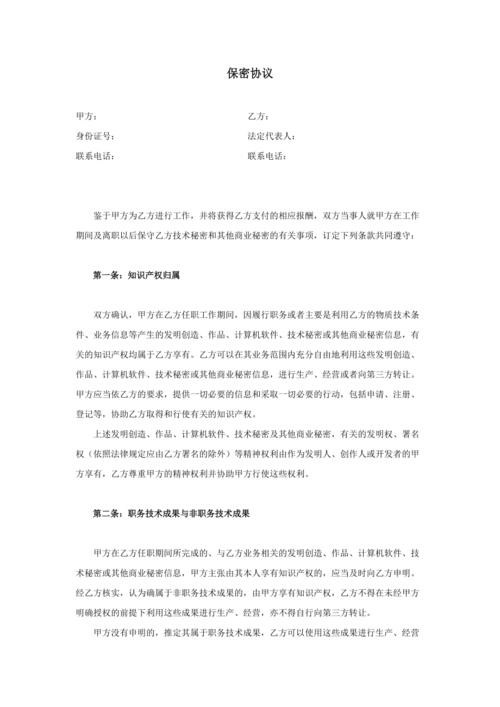 保密协议
甲方： 乙方：
身份证号： 法定代表人：
联系电话： 联系电话：
鉴于甲方为乙方进行工作，并将获得乙方支付的相应报酬，双方当事人就甲方在工作
期间及离职以后保守乙方技术秘密和其他商业秘密的有关事项，订定下列条款共同遵守：
第一条：知识产权归属
双方确认，甲方在乙方任职工作期间，因履行职务或者主要是利用乙方的物质技术条
件、业务信息等产生的发明创造、作品、计算机软件、技术秘密或其他商业秘密信息，有
关的知识产权均属于乙方享有。乙方可以在其业务范围内充分自由地利用这些发明创造、
作品、计算机软件、技术秘密或其他商业秘密信息，进行生产、经营或者向第三方转让。
甲方应当依乙方的要求，提供一切必要的信息和采取一切必要的行动，包括申请、注册、
登记等，协助乙方取得和行使有关的知识产权。
上述发明创造、作品、计算机软件、技术秘密及其他商业秘密，有关的发明权、署名
权（依照法律规定应由乙方署名的除外）等精神权利由作为发明人、创作人或开发者的甲
方享有，乙方尊重甲方的精神权利并协助甲方行使这些权利。
第二条：职务技术成果与非职务技术成果
甲方在乙方任职期间所完成的、与乙方业务相关的发明创造、作品、计算机软件、技
术秘密或其他商业秘密信息，甲方主张由其本人享有知识产权的，应当及时向乙方申明。
经乙方核实，认为确属于非职务成果的，由甲方享有知识产权，乙方不得在未经甲方
明确授权的前提下利用这些成果进行生产、经营，亦不得自行向第三方转让。
甲方没有申明的，推定其属于职务技术成果，乙方可以使用这些成果进行生产、经营